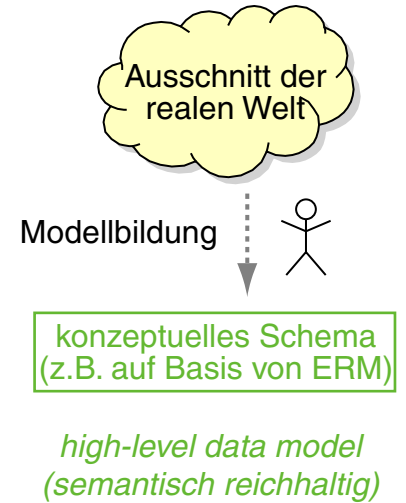 Ausschnitt der
realen Welt
Modellbildung
konzeptuelles Schema
(z.B. auf Basis von ERM)
high-level data model
(semantisch reichhaltig)